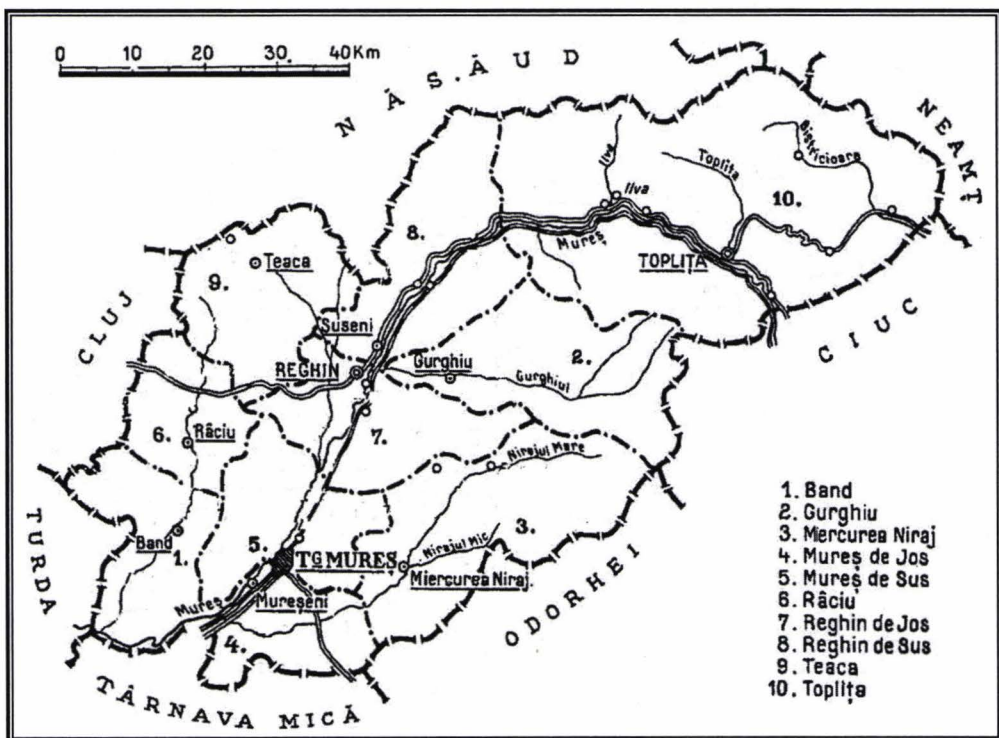 0 10 20 30 40 Km
NĂSĂUD
NEAMȚ
CIUC
ODORHEI
TÂRNAVA MICĂ
TURDA
CLUJ
Ilva
Ilva
Toplița
Bistricioara
10.
8.
Mureș
TOPLIȚA
9.
Teaca
Suseni
REGHIN
Gurghiu
2.
Gurghiul
6.
Râciu
7.
Nirajul Mare
3.
Band
1.
5.
TG MUREȘ
Nirajul Mic
Miercurea Niraj.
Mureș
Mureșeni
4.
1. Band
2. Gurghiu
3. Miercurea Niraj
4. Mureș de Jos
5. Mureș de Sus
6. Râciu
7. Reghin de Jos
8. Reghin de Sus
9. Teaca
10. Toplița